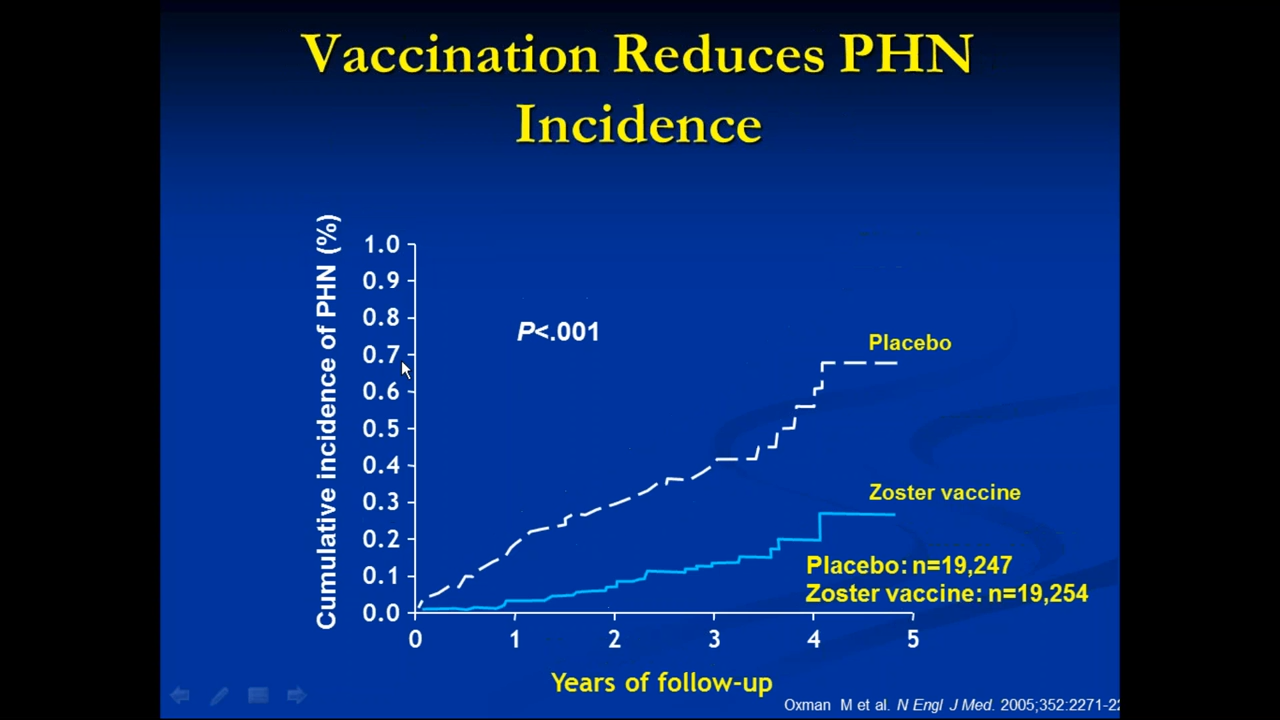 Vaccination Reduces PHN
Incidence
Cumulative incidence of PHN (%)
1.0
0.9
0.8
0.7
0.6
0.5
0.4
0.3
0.2
0.1
0.0
P<.001
Placebo
Zoster vaccine
Placebo: n=19,247
Zoster vaccine: n=19,254
0 1 2 3 4 5
Years of follow-up
Oxman M et al. N Engl J Med. 2005;352:2271-22